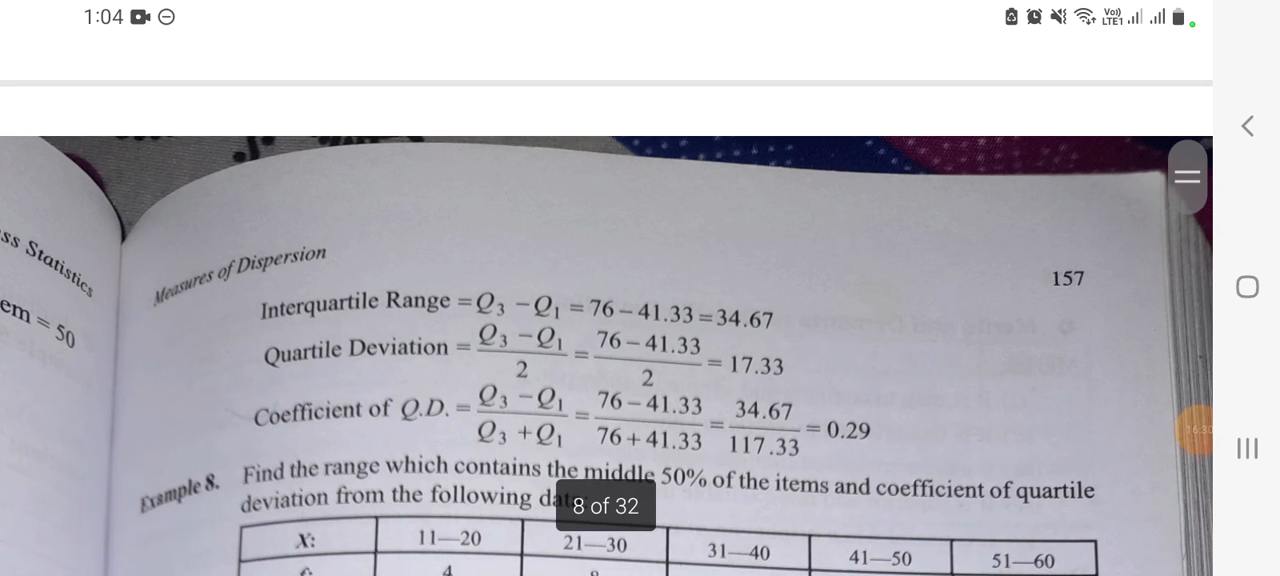 1:04
Vo)) LTE1
ss Statistics
em = 50
Measures of Dispersion
157
Interquartile Range = Q₃ − Q₁ = 76 − 41.33 = 34.67
Quartile Deviation = (Q₃ − Q₁)/2 = (76 − 41.33)/2 = 17.33
Coefficient of Q.D. = (Q₃ − Q₁)/(Q₃ + Q₁) = (76 − 41.33)/(76 + 41.33) = 34.67/117.33 = 0.29
16:30
Example 8. Find the range which contains the middle 50% of the items and coefficient of quartile
deviation from the following
8 of 32
X: 11—20 21—30 31—40 41—50 51—60
4